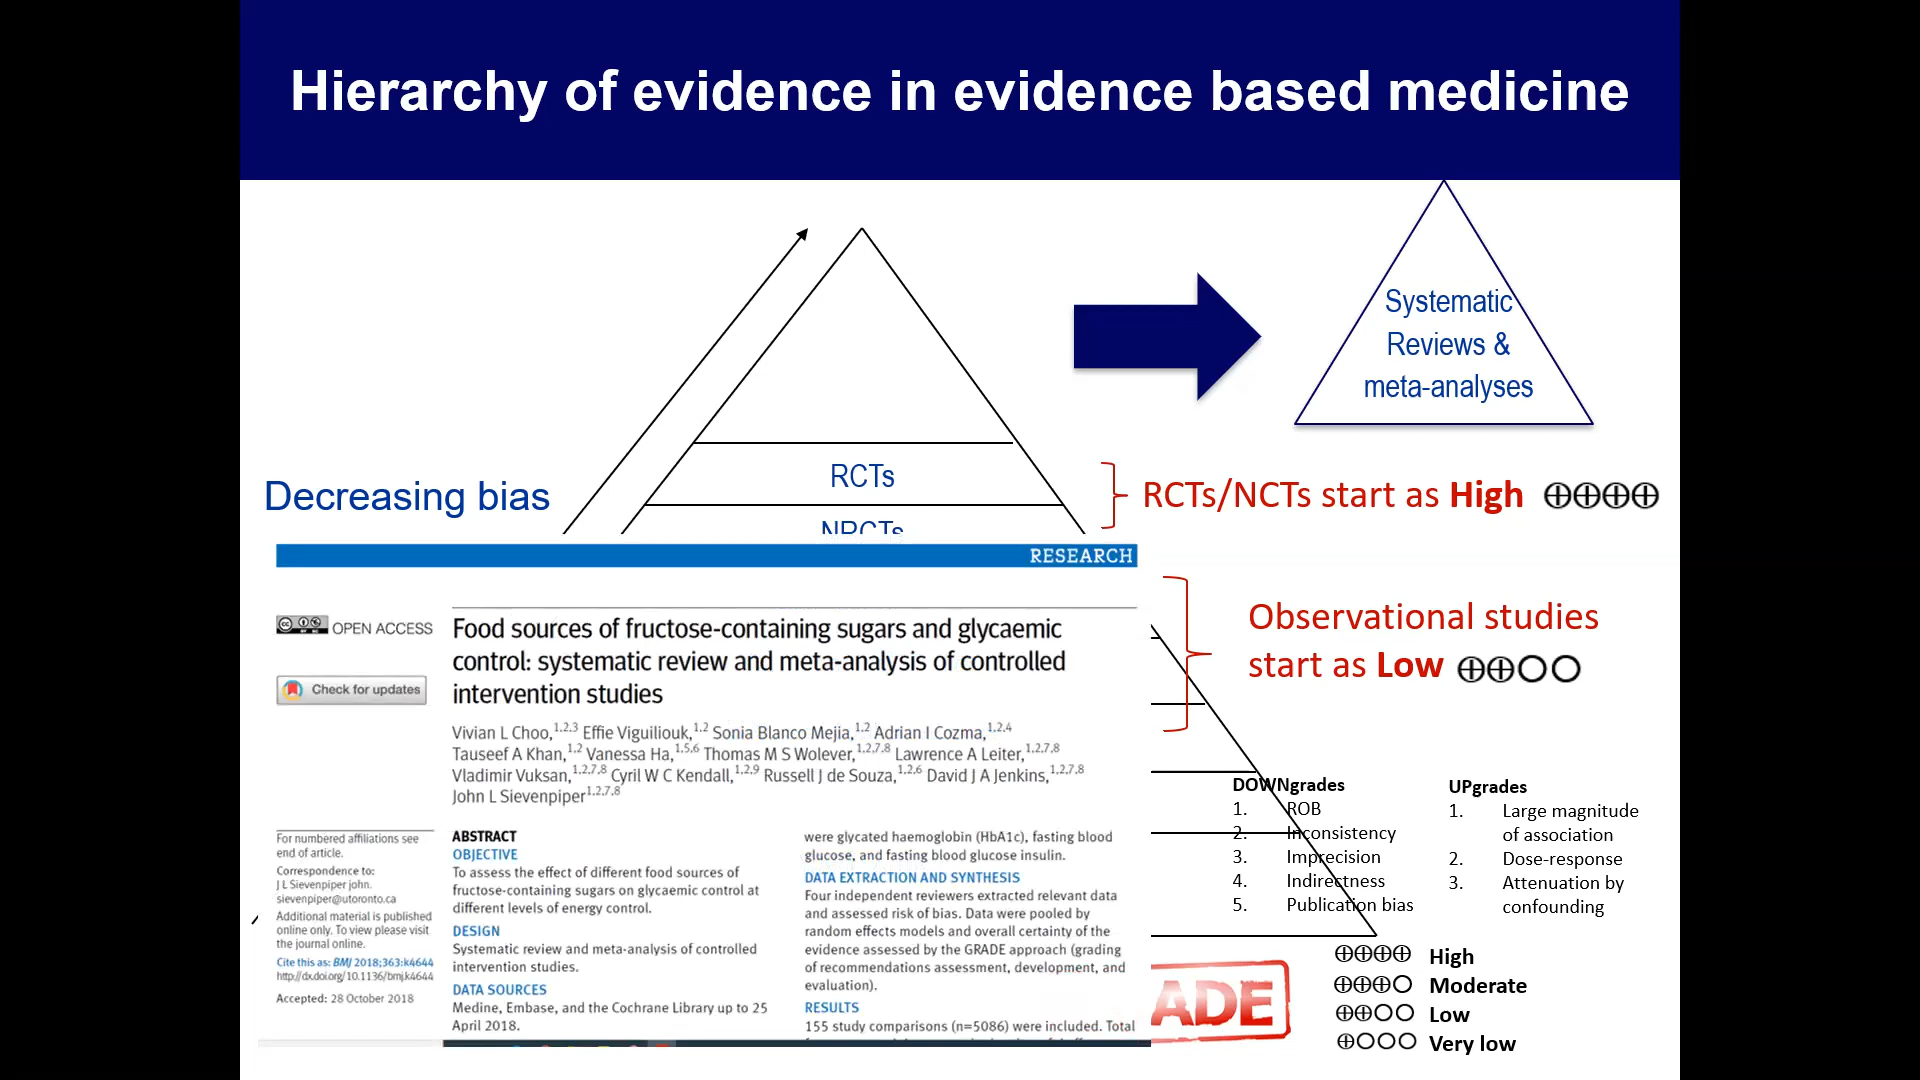 Hierarchy of evidence in evidence based medicine
Systematic
Reviews &
meta-analyses
RCTs
NRCTs
Decreasing bias
RCTs/NCTs start as High ⊕⊕⊕⊕
Observational studies
start as Low ⊕⊕○○
RESEARCH
OPEN ACCESS
Check for updates
Food sources of fructose-containing sugars and glycaemic
control: systematic review and meta-analysis of controlled
intervention studies
Vivian L Choo,1,2,3 Effie Viguiliouk,1,2 Sonia Blanco Mejia,1,2 Adrian I Cozma,1,2,4
Tauseef A Khan,1,2 Vanessa Ha,1,5,6 Thomas M S Wolever,1,2,7,8 Lawrence A Leiter,1,2,7,8
Vladimir Vuksan,1,2,7,8 Cyril W C Kendall,1,2,9 Russell J de Souza,1,2,6 David J A Jenkins,1,2,7,8
John L Sievenpiper1,2,7,8
For numbered affiliations see
end of article.
Correspondence to:
J L Sievenpiper john.
sievenpiper@utoronto.ca
Additional material is published
online only. To view please visit
the journal online.
Cite this as: BMJ 2018;363:k4644
http://dx.doi.org/10.1136/bmj.k4644
Accepted: 28 October 2018
ABSTRACT
OBJECTIVE
To assess the effect of different food sources of
fructose-containing sugars on glycaemic control at
different levels of energy control.
DESIGN
Systematic review and meta-analysis of controlled
intervention studies.
DATA SOURCES
Medine, Embase, and the Cochrane Library up to 25
April 2018.
were glycated haemoglobin (HbA1c), fasting blood
glucose, and fasting blood glucose insulin.
DATA EXTRACTION AND SYNTHESIS
Four independent reviewers extracted relevant data
and assessed risk of bias. Data were pooled by
random effects models and overall certainty of the
evidence assessed by the GRADE approach (grading
of recommendations assessment, development, and
evaluation).
RESULTS
155 study comparisons (n=5086) were included. Total
DOWNgrades
1. ROB
2. Inconsistency
3. Imprecision
4. Indirectness
5. Publication bias
UPgrades
1. Large magnitude
of association
2. Dose-response
3. Attenuation by
confounding
ADE
⊕⊕⊕⊕ High
⊕⊕⊕○ Moderate
⊕⊕○○ Low
⊕○○○ Very low